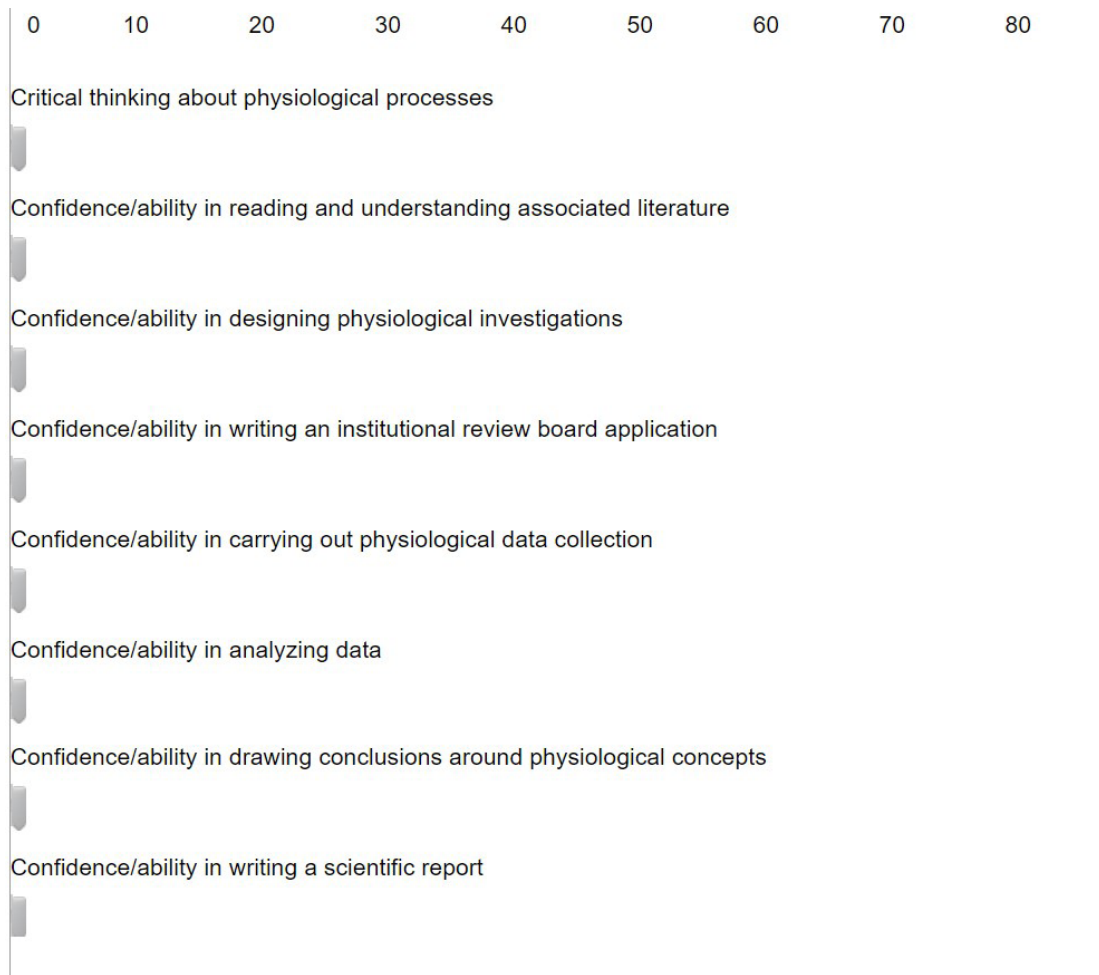 0 10 20 30 40 50 60 70 80
Critical thinking about physiological processes
Confidence/ability in reading and understanding associated literature
Confidence/ability in designing physiological investigations
Confidence/ability in writing an institutional review board application
Confidence/ability in carrying out physiological data collection
Confidence/ability in analyzing data
Confidence/ability in drawing conclusions around physiological concepts
Confidence/ability in writing a scientific report